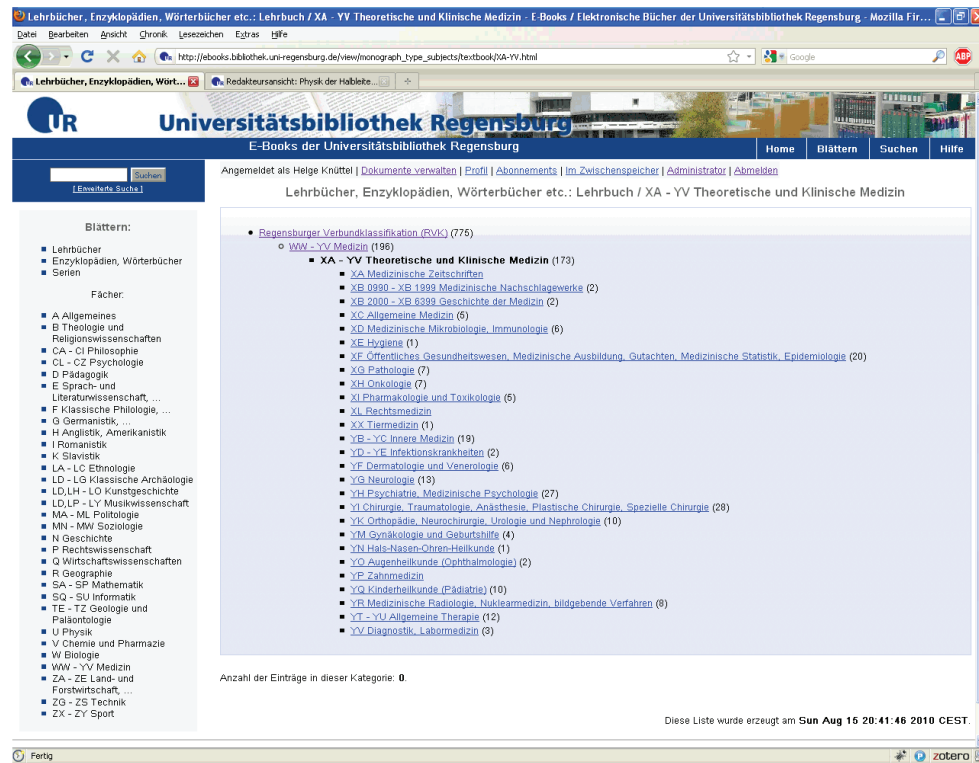 Lehrbücher, Enzyklopädien, Wörterbücher etc.: Lehrbuch / XA - YV Theoretische und Klinische Medizin - E-Books / Elektronische Bücher der Universitätsbibliothek Regensburg - Mozilla Fir...
Datei Bearbeiten Ansicht Chronik Lesezeichen Extras Hilfe
http://ebooks.bibliothek.uni-regensburg.de/view/monograph_type_subjects/textbook/XA-YV.html Google ABP
Lehrbücher, Enzyklopädien, Wört... Redakteursansicht: Physik der Halbleite...
UR Universitätsbibliothek Regensburg
E-Books der Universitätsbibliothek Regensburg Home Blättern Suchen Hilfe
Suchen
[ Erweiterte Suche ]
Angemeldet als Helge Knüttel | Dokumente verwalten | Profil | Abonnements | Im Zwischenspeicher | Administrator | Abmelden
Lehrbücher, Enzyklopädien, Wörterbücher etc.: Lehrbuch / XA - YV Theoretische und Klinische Medizin
Blättern:
Lehrbücher
Enzyklopädien, Wörterbücher
Serien
Fächer:
A Allgemeines
B Theologie und
Religionswissenschaften
CA - CI Philosophie
CL - CZ Psychologie
D Pädagogik
E Sprach- und
Literaturwissenschaft, ...
F Klassische Philologie, ...
G Germanistik, ...
H Anglistik, Amerikanistik
I Romanistik
K Slavistik
LA - LC Ethnologie
LD - LG Klassische Archäologie
LD,LH - LO Kunstgeschichte
LD,LP - LY Musikwissenschaft
MA - ML Politologie
MN - MW Soziologie
N Geschichte
P Rechtswissenschaft
Q Wirtschaftswissenschaften
R Geographie
SA - SP Mathematik
SQ - SU Informatik
TE - TZ Geologie und
Paläontologie
U Physik
V Chemie und Pharmazie
W Biologie
WW - YV Medizin
ZA - ZE Land- und
Forstwirtschaft, ...
ZG - ZS Technik
ZX - ZY Sport
Regensburger Verbundklassifikation (RVK) (775)
WW - YV Medizin (196)
XA - YV Theoretische und Klinische Medizin (173)
XA Medizinische Zeitschriften
XB 0990 - XB 1999 Medizinische Nachschlagewerke (2)
XB 2000 - XB 6399 Geschichte der Medizin (2)
XC Allgemeine Medizin (5)
XD Medizinische Mikrobiologie, Immunologie (6)
XE Hygiene (1)
XF Öffentliches Gesundheitswesen, Medizinische Ausbildung, Gutachten, Medizinische Statistik, Epidemiologie (20)
XG Pathologie (7)
XH Onkologie (7)
XI Pharmakologie und Toxikologie (5)
XL Rechtsmedizin
XX Tiermedizin (1)
YB - YC Innere Medizin (19)
YD - YE Infektionskrankheiten (2)
YF Dermatologie und Venerologie (6)
YG Neurologie (13)
YH Psychiatrie, Medizinische Psychologie (27)
YI Chirurgie, Traumatologie, Anästhesie, Plastische Chirurgie, Spezielle Chirurgie (28)
YK Orthopädie, Neurochirurgie, Urologie und Nephrologie (10)
YM Gynäkologie und Geburtshilfe (4)
YN Hals-Nasen-Ohren-Heilkunde (1)
YO Augenheilkunde (Ophthalmologie) (2)
YP Zahnmedizin
YQ Kinderheilkunde (Pädiatrie) (10)
YR Medizinische Radiologie, Nuklearmedizin, bildgebende Verfahren (8)
YT - YU Allgemeine Therapie (12)
YV Diagnostik, Labormedizin (3)
Anzahl der Einträge in dieser Kategorie: 0.
Diese Liste wurde erzeugt am Sun Aug 15 20:41:46 2010 CEST.
Fertig zotero